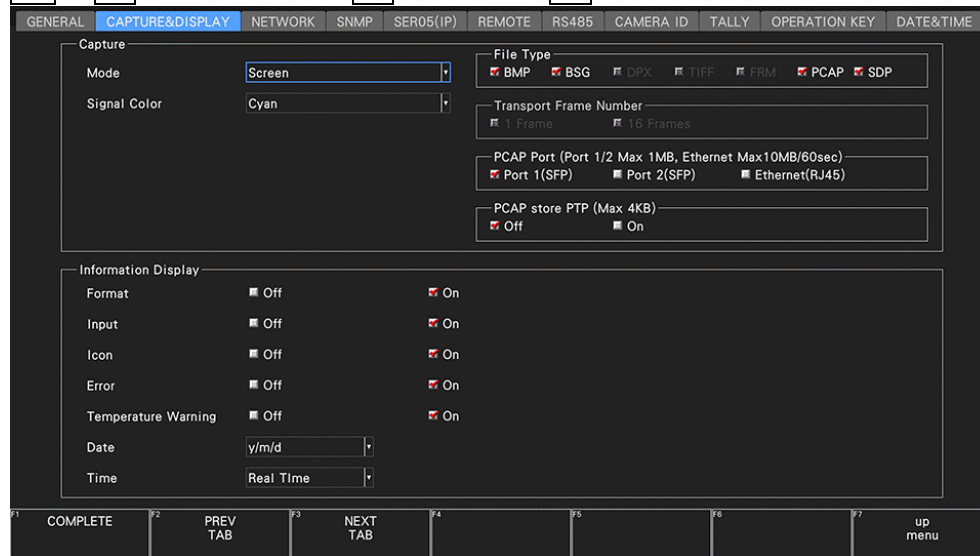 GENERAL CAPTURE&DISPLAY NETWORK SNMP SER05(IP) REMOTE RS485 CAMERA ID TALLY OPERATION KEY DATE&TIME
Capture
Mode Screen
Signal Color Cyan
File Type
BMP BSG DPX TIFF FRM PCAP SDP
Transport Frame Number
1 Frame 16 Frames
PCAP Port (Port 1/2 Max 1MB, Ethernet Max10MB/60sec)
Port 1(SFP) Port 2(SFP) Ethernet(RJ45)
PCAP store PTP (Max 4KB)
Off On
Information Display
Format Off On
Input Off On
Icon Off On
Error Off On
Temperature Warning Off On
Date y/m/d
Time Real TIme
F1 COMPLETE F2 PREV TAB F3 NEXT TAB F4 F5 F6 F7 up menu